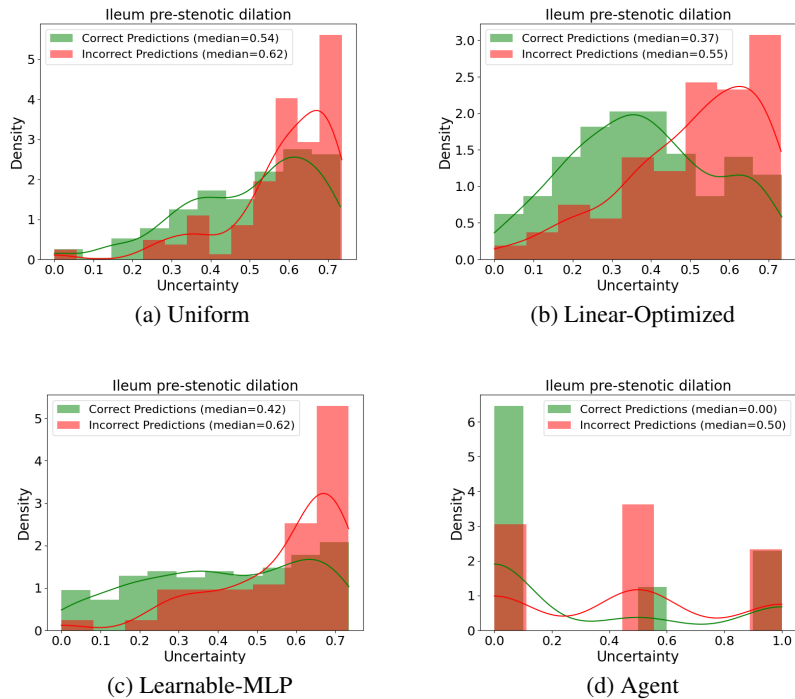 Ileum pre-stenotic dilation
Correct Predictions (median=0.54)
Incorrect Predictions (median=0.62)
Density
5
4
3
2
1
0
0.0 0.1 0.2 0.3 0.4 0.5 0.6 0.7
Uncertainty
(a) Uniform
Ileum pre-stenotic dilation
Correct Predictions (median=0.37)
Incorrect Predictions (median=0.55)
Density
3.0
2.5
2.0
1.5
1.0
0.5
0.0
0.0 0.1 0.2 0.3 0.4 0.5 0.6 0.7
Uncertainty
(b) Linear-Optimized
Ileum pre-stenotic dilation
Correct Predictions (median=0.42)
Incorrect Predictions (median=0.62)
Density
5
4
3
2
1
0
0.0 0.1 0.2 0.3 0.4 0.5 0.6 0.7
Uncertainty
(c) Learnable-MLP
Ileum pre-stenotic dilation
Correct Predictions (median=0.00)
Incorrect Predictions (median=0.50)
Density
6
5
4
3
2
1
0
0.0 0.2 0.4 0.6 0.8 1.0
Uncertainty
(d) Agent